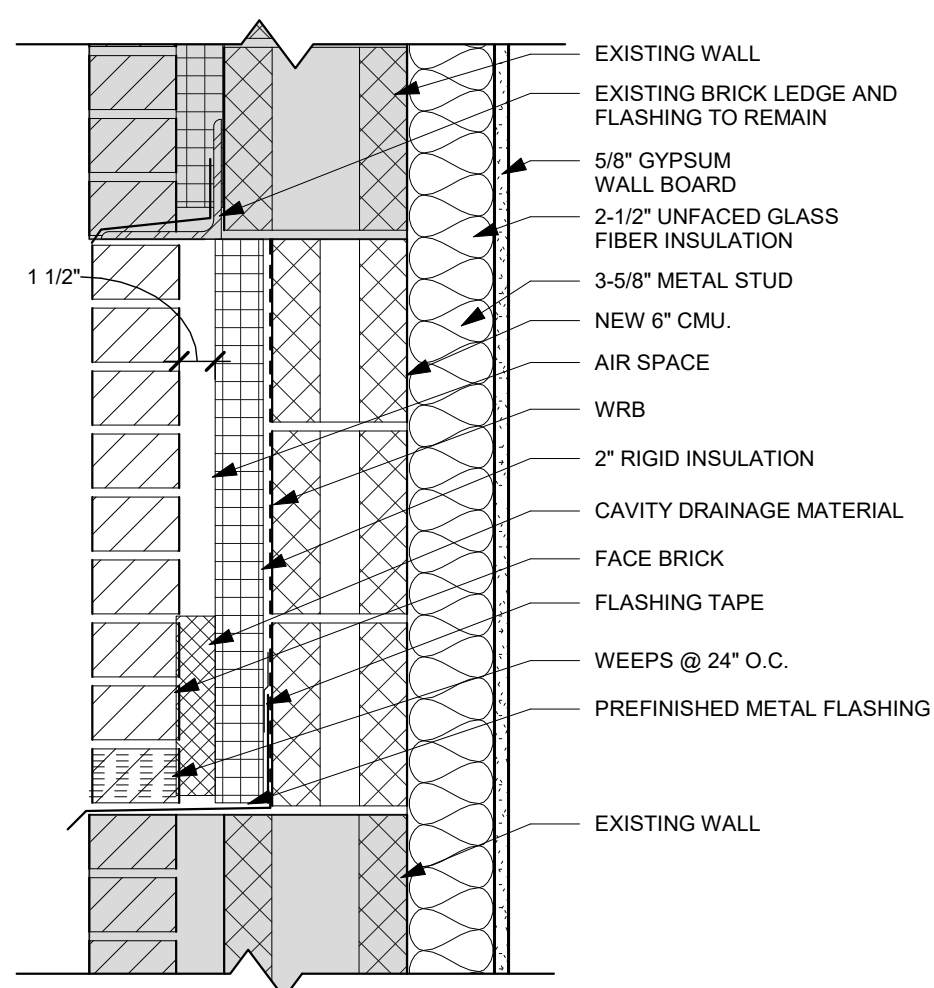 EXISTING WALL
EXISTING BRICK LEDGE AND
FLASHING TO REMAIN
5/8" GYPSUM
WALL BOARD
2-1/2" UNFACED GLASS
FIBER INSULATION
1 1/2"
3-5/8" METAL STUD
NEW 6" CMU.
AIR SPACE
WRB
2" RIGID INSULATION
CAVITY DRAINAGE MATERIAL
FACE BRICK
FLASHING TAPE
WEEPS @ 24" O.C.
PREFINISHED METAL FLASHING
EXISTING WALL